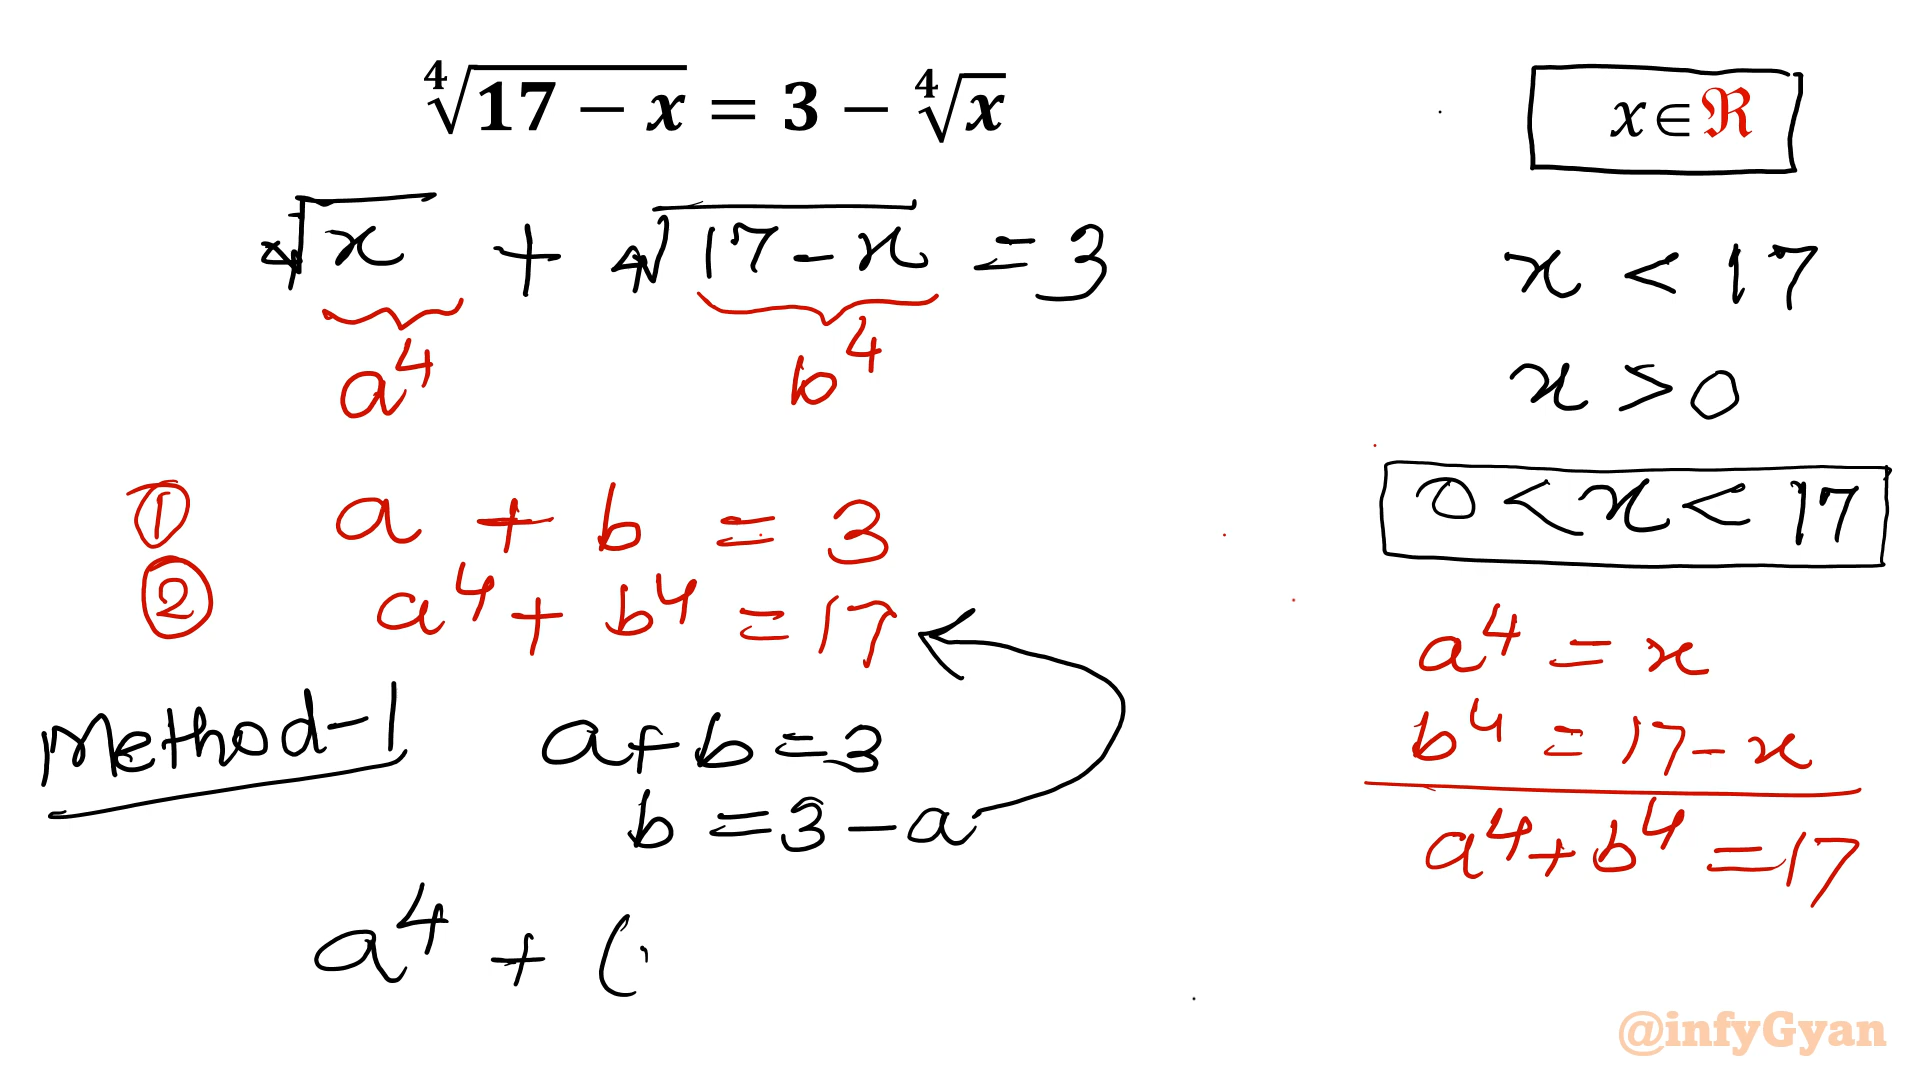 ∜(17 − x) = 3 − ∜x
∜x + ∜(17 − x) = 3
a⁴ b⁴
① a + b = 3
② a⁴ + b⁴ = 17
Method-1
a + b = 3
b = 3 − a
a⁴ + (
x ∈ ℜ
x < 17
x > 0
0 < x < 17
a⁴ = x
b⁴ = 17 − x
a⁴ + b⁴ = 17
@infyGyan